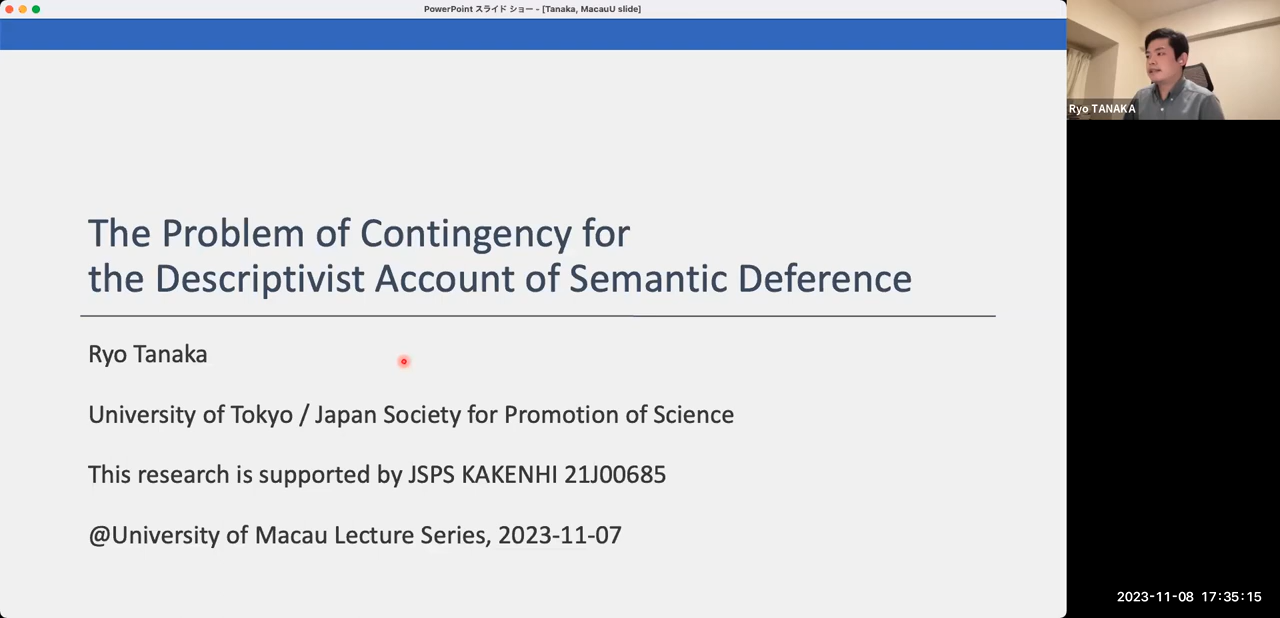 PowerPoint スライド ショー - [Tanaka, MacauU slide]
The Problem of Contingency for
the Descriptivist Account of Semantic Deference
Ryo Tanaka
University of Tokyo / Japan Society for Promotion of Science
This research is supported by JSPS KAKENHI 21J00685
@University of Macau Lecture Series, 2023-11-07
Ryo TANAKA
2023-11-08 17:35:15